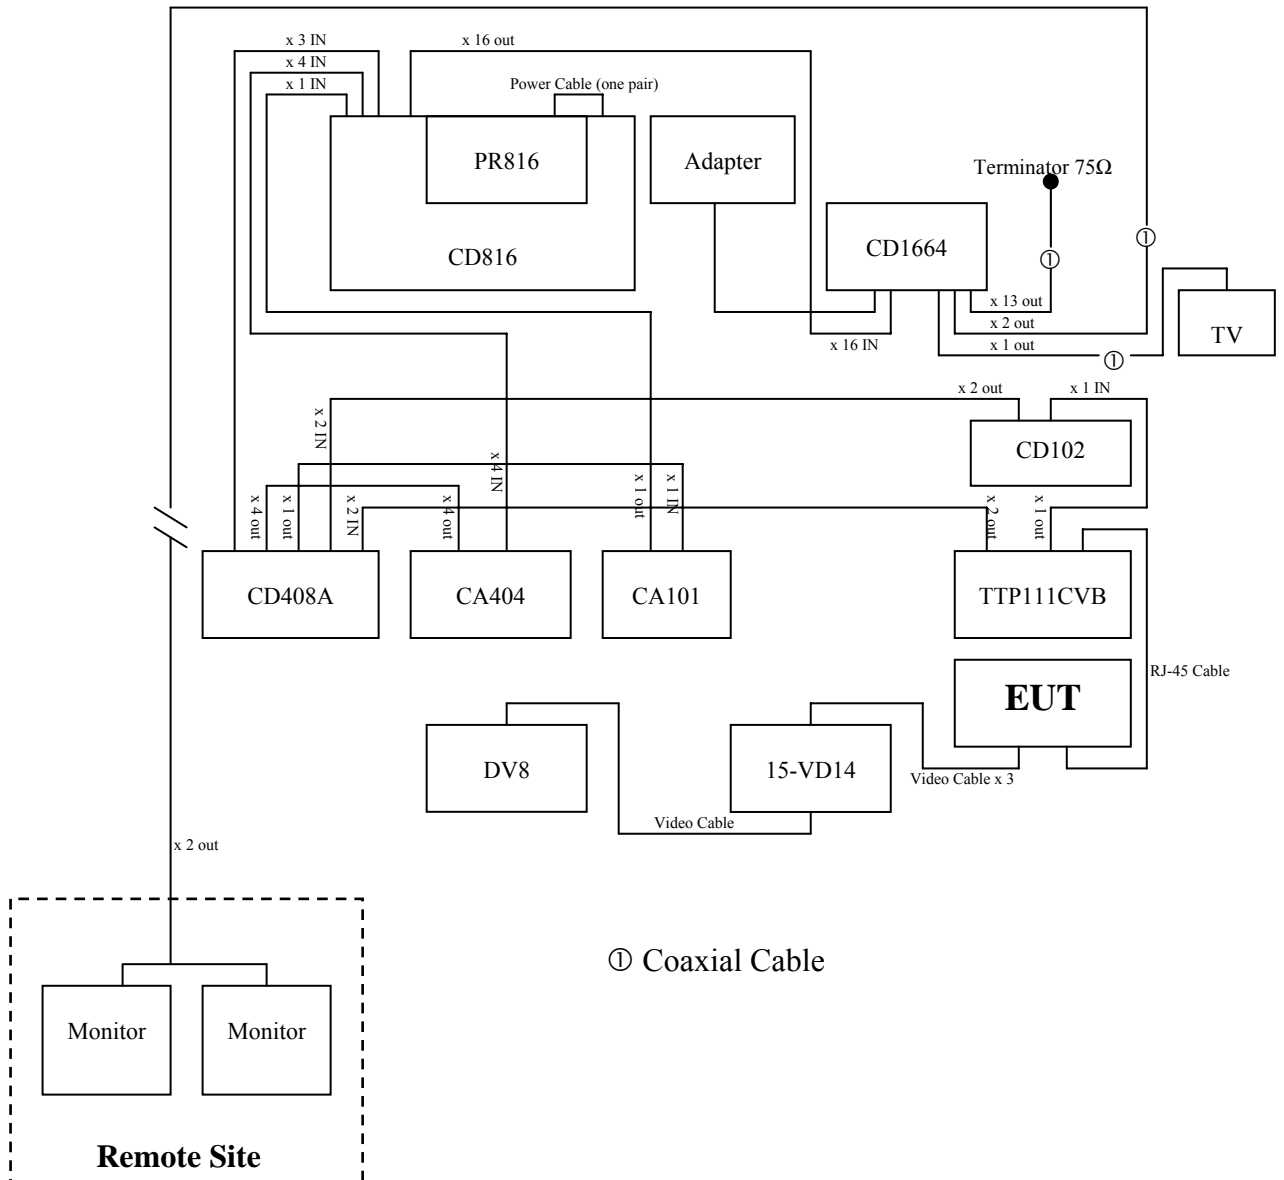 x 3 IN
x 16 out
x 4 IN
x 1 IN
Power Cable (one pair)
PR816
Adapter
Terminator 75Ω
CD816
CD1664
①
①
x 13 out
x 2 out
x 16 IN
x 1 out
①
TV
x 2 out
x 1 IN
x 2 IN
CD102
x 4 IN
x 4 out
x 1 out
x 2 IN
x 4 out
x 1 out
x 1 IN
x 2 out
x 1 out
CD408A
CA404
CA101
TTP111CVB
RJ-45 Cable
EUT
DV8
15-VD14
Video Cable x 3
Video Cable
x 2 out
① Coaxial Cable
Monitor
Monitor
Remote Site